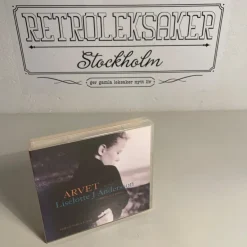 RETROLEKSAKER
Stockholm
ger gamla leksaker nytt liv
ARVET
Liselotte J Andersson